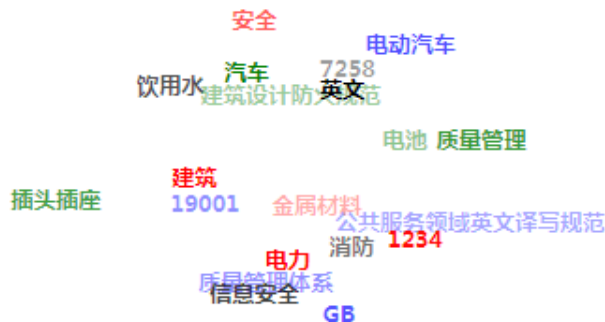 安全
电动汽车
汽车
7258
饮用水
英文
建筑设计防火规范
电池
质量管理
建筑
插头插座
19001
金属材料
公共服务领域英文译写规范
1234
消防
电力
质量管理体系
信息安全
GB